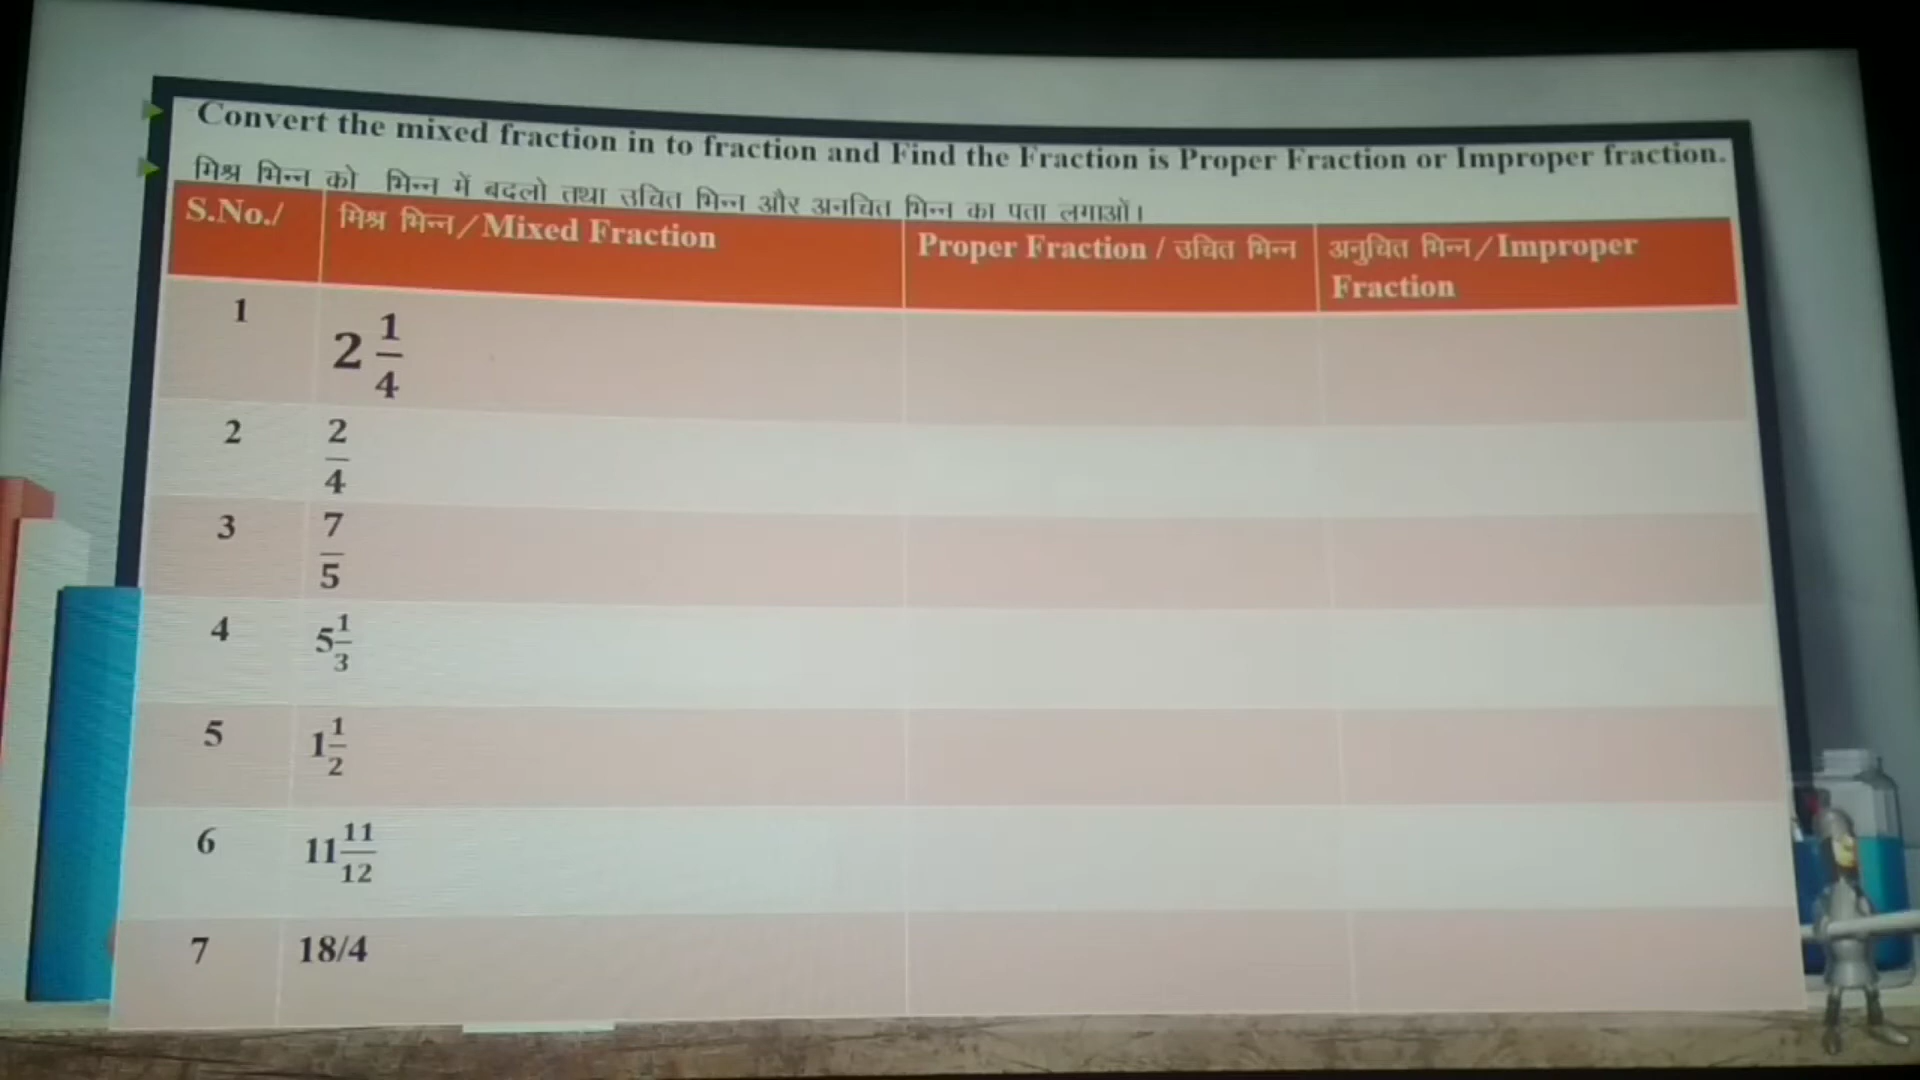 Convert the mixed fraction in to fraction and Find the Fraction is Proper Fraction or Improper fraction.
मिश्र भिन्न को भिन्न में बदलो तथा उचित भिन्न और अनचित भिन्न का पता लगाओं।
S.No./ मिश्र भिन्न/Mixed Fraction Proper Fraction / उचित भिन्न अनुचित भिन्न/Improper Fraction
1 2 1/4
2 2/4
3 7/5
4 5 1/3
5 1 1/2
6 11 11/12
7 18/4